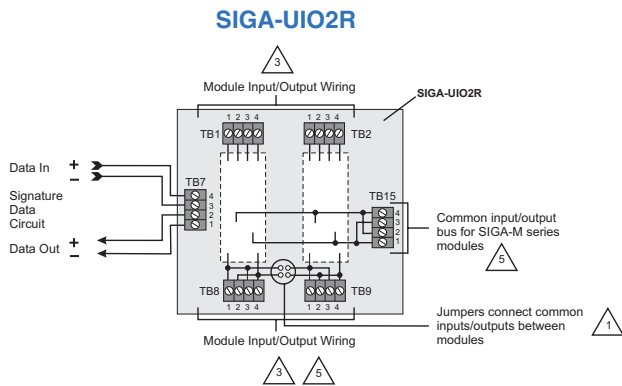 SIGA-UIO2R
3
Module Input/Output Wiring
SIGA-UIO2R
1 2 3 4
1 2 3 4
TB1
TB2
Data In
+
−
TB7
4
3
2
1
Signature
Data
Circuit
Data Out
+
−
TB15
4
3
2
1
Common input/output
bus for SIGA-M series
modules
5
TB8
TB9
1 2 3 4
1 2 3 4
Jumpers connect common
inputs/outputs between
modules
1
Module Input/Output Wiring
3
5